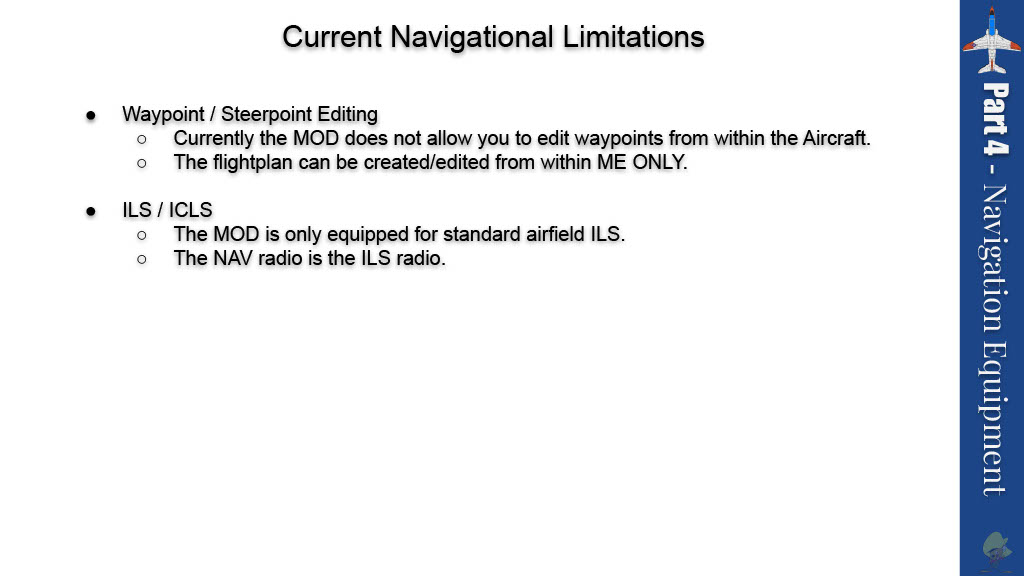 Current Navigational Limitations
● Waypoint / Steerpoint Editing
○ Currently the MOD does not allow you to edit waypoints from within the Aircraft.
○ The flightplan can be created/edited from within ME ONLY.
● ILS / ICLS
○ The MOD is only equipped for standard airfield ILS.
○ The NAV radio is the ILS radio.
Part 4 - Navigation Equipment